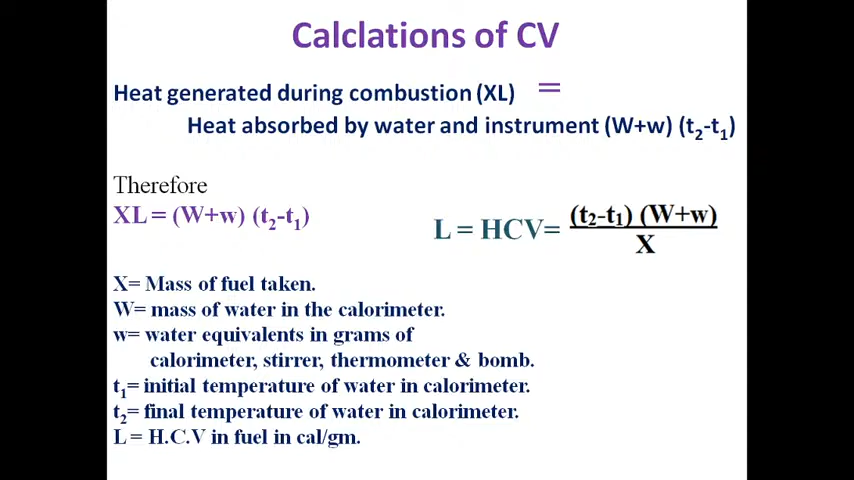 Calclations of CV
Heat generated during combustion (XL) =
Heat absorbed by water and instrument (W+w) (t₂-t₁)
Therefore
XL = (W+w) (t₂-t₁)
L = HCV= (t₂-t₁) (W+w)
X
X= Mass of fuel taken.
W= mass of water in the calorimeter.
w= water equivalents in grams of
calorimeter, stirrer, thermometer & bomb.
t₁= initial temperature of water in calorimeter.
t₂= final temperature of water in calorimeter.
L = H.C.V in fuel in cal/gm.